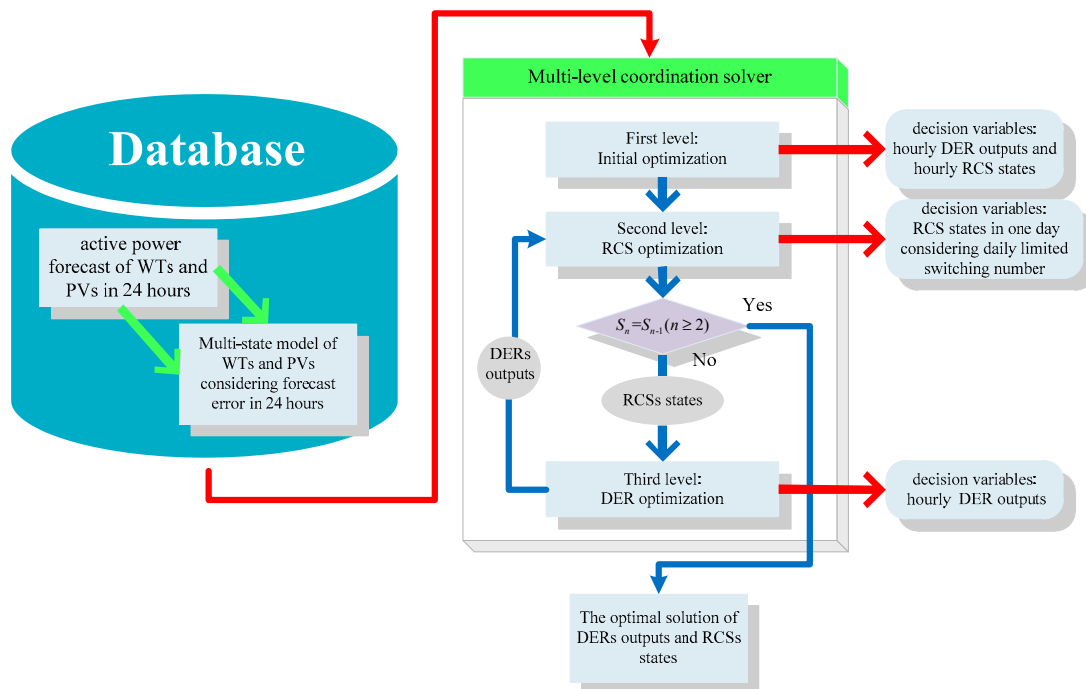 Database
active power
forecast of WTs and
PVs in 24 hours
Multi-state model of
WTs and PVs
considering forecast
error in 24 hours
Multi-level coordination solver
First level:
Initial optimization
decision variables:
hourly DER outputs and
hourly RCS states
Second level:
RCS optimization
decision variables:
RCS states in one day
considering daily limited
switching number
Sn=Sn-1(n ≥ 2)
Yes
No
DERs
outputs
RCSs states
Third level:
DER optimization
decision variables:
hourly DER outputs
The optimal solution of
DERs outputs and RCSs
states